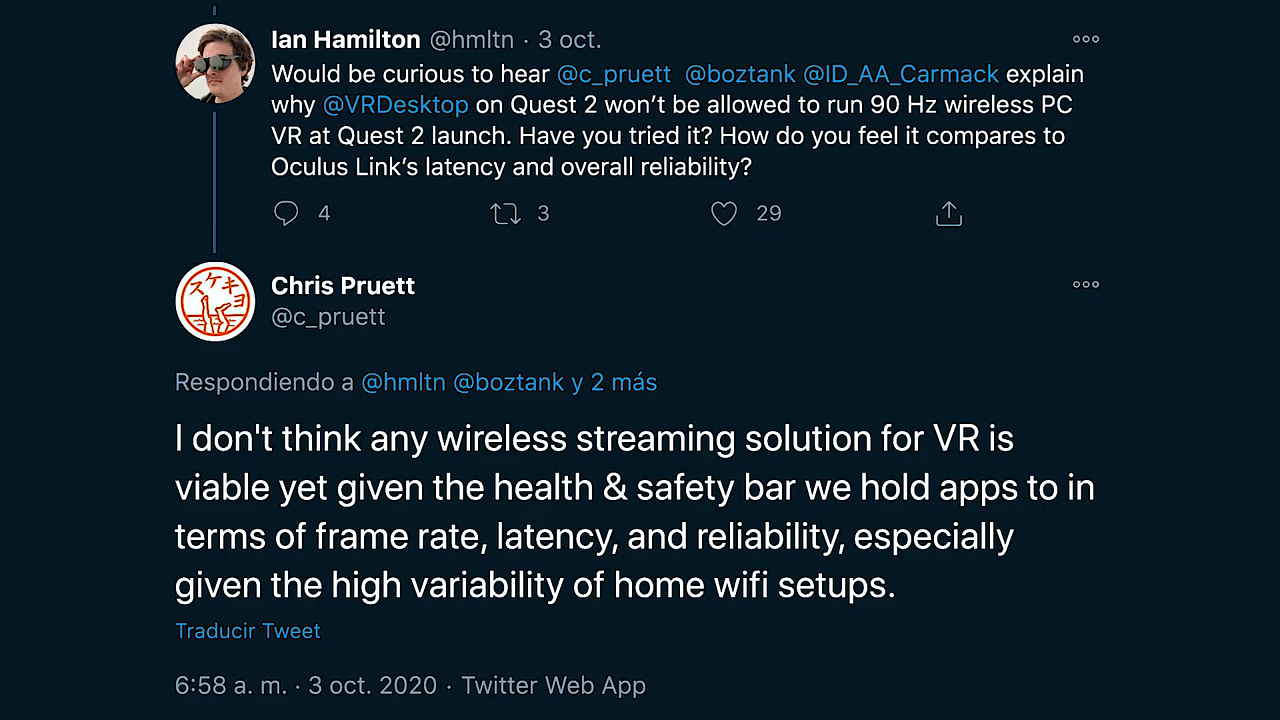 Ian Hamilton @hmltn · 3 oct.
Would be curious to hear @c_pruett @boztank @ID_AA_Carmack explain
why @VRDesktop on Quest 2 won’t be allowed to run 90 Hz wireless PC
VR at Quest 2 launch. Have you tried it? How do you feel it compares to
Oculus Link’s latency and overall reliability?
4 3 29
スケキヨ
Chris Pruett
@c_pruett
Respondiendo a @hmltn @boztank y 2 más
I don't think any wireless streaming solution for VR is
viable yet given the health & safety bar we hold apps to in
terms of frame rate, latency, and reliability, especially
given the high variability of home wifi setups.
Traducir Tweet
6:58 a. m. · 3 oct. 2020 · Twitter Web App